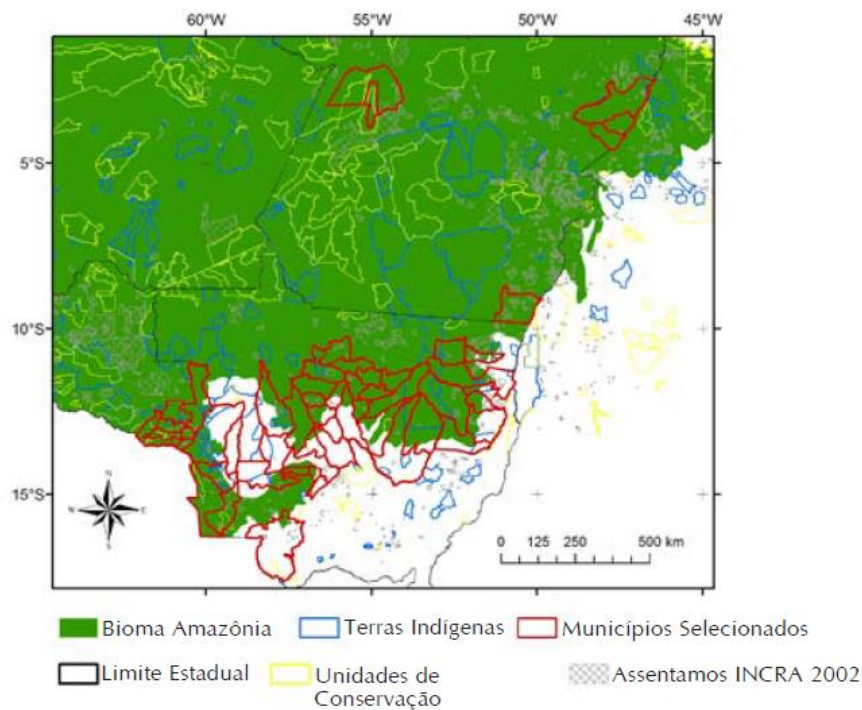 60°W 55°W 50°W 45°W
5°S
10°S
15°S
N
W E
S
0 125 250 500 km
Bioma Amazônia Terras Indígenas Municípios Selecionados
Limite Estadual Unidades de Assentamos INCRA 2002
Conservação